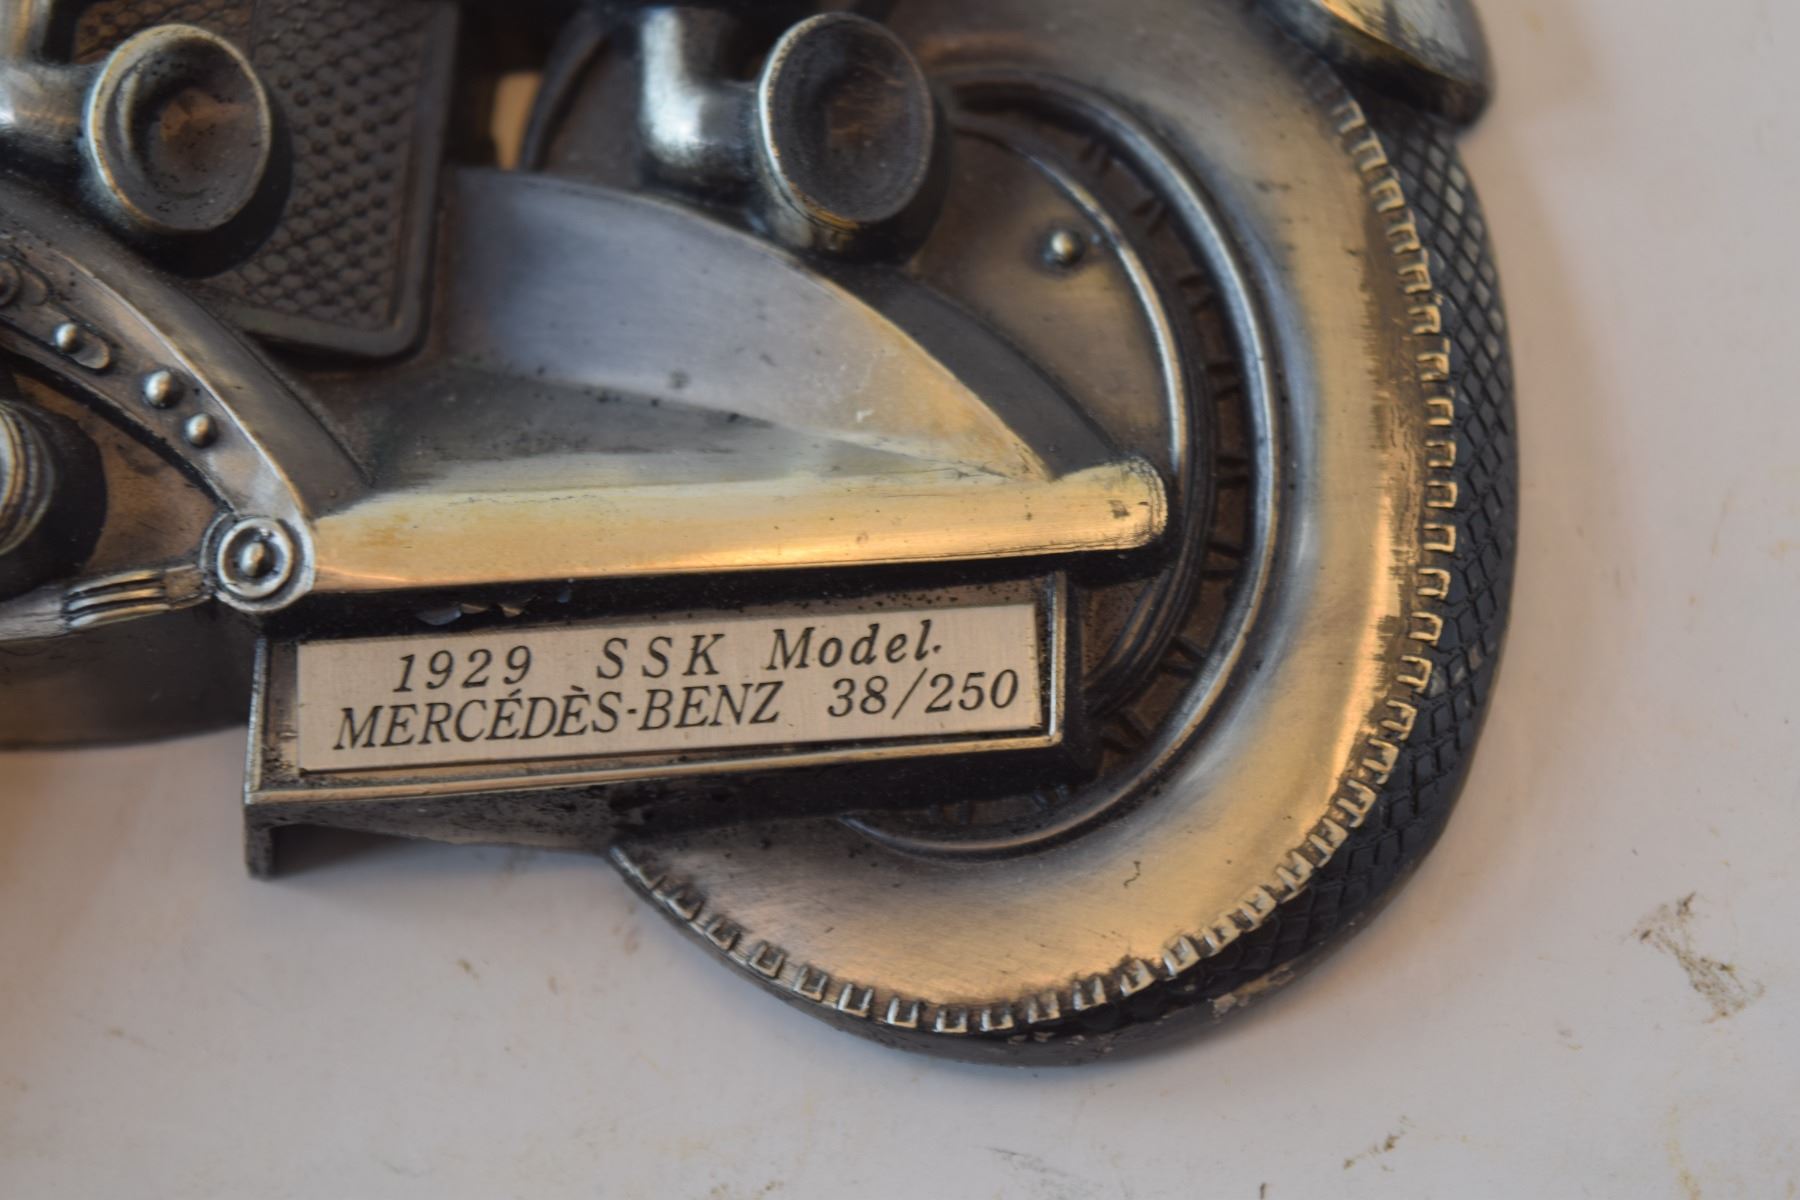 1929 SSK Model.
MERCÉDÈS-BENZ 38/250